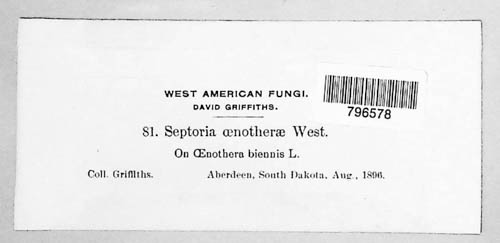 WEST AMERICAN FUNGI.
DAVID GRIFFITHS.
796578
81. Septoria œnotheræ West.
On Œnothera biennis L.
Coll. Griffiths. Aberdeen, South Dakota, Aug., 1896.